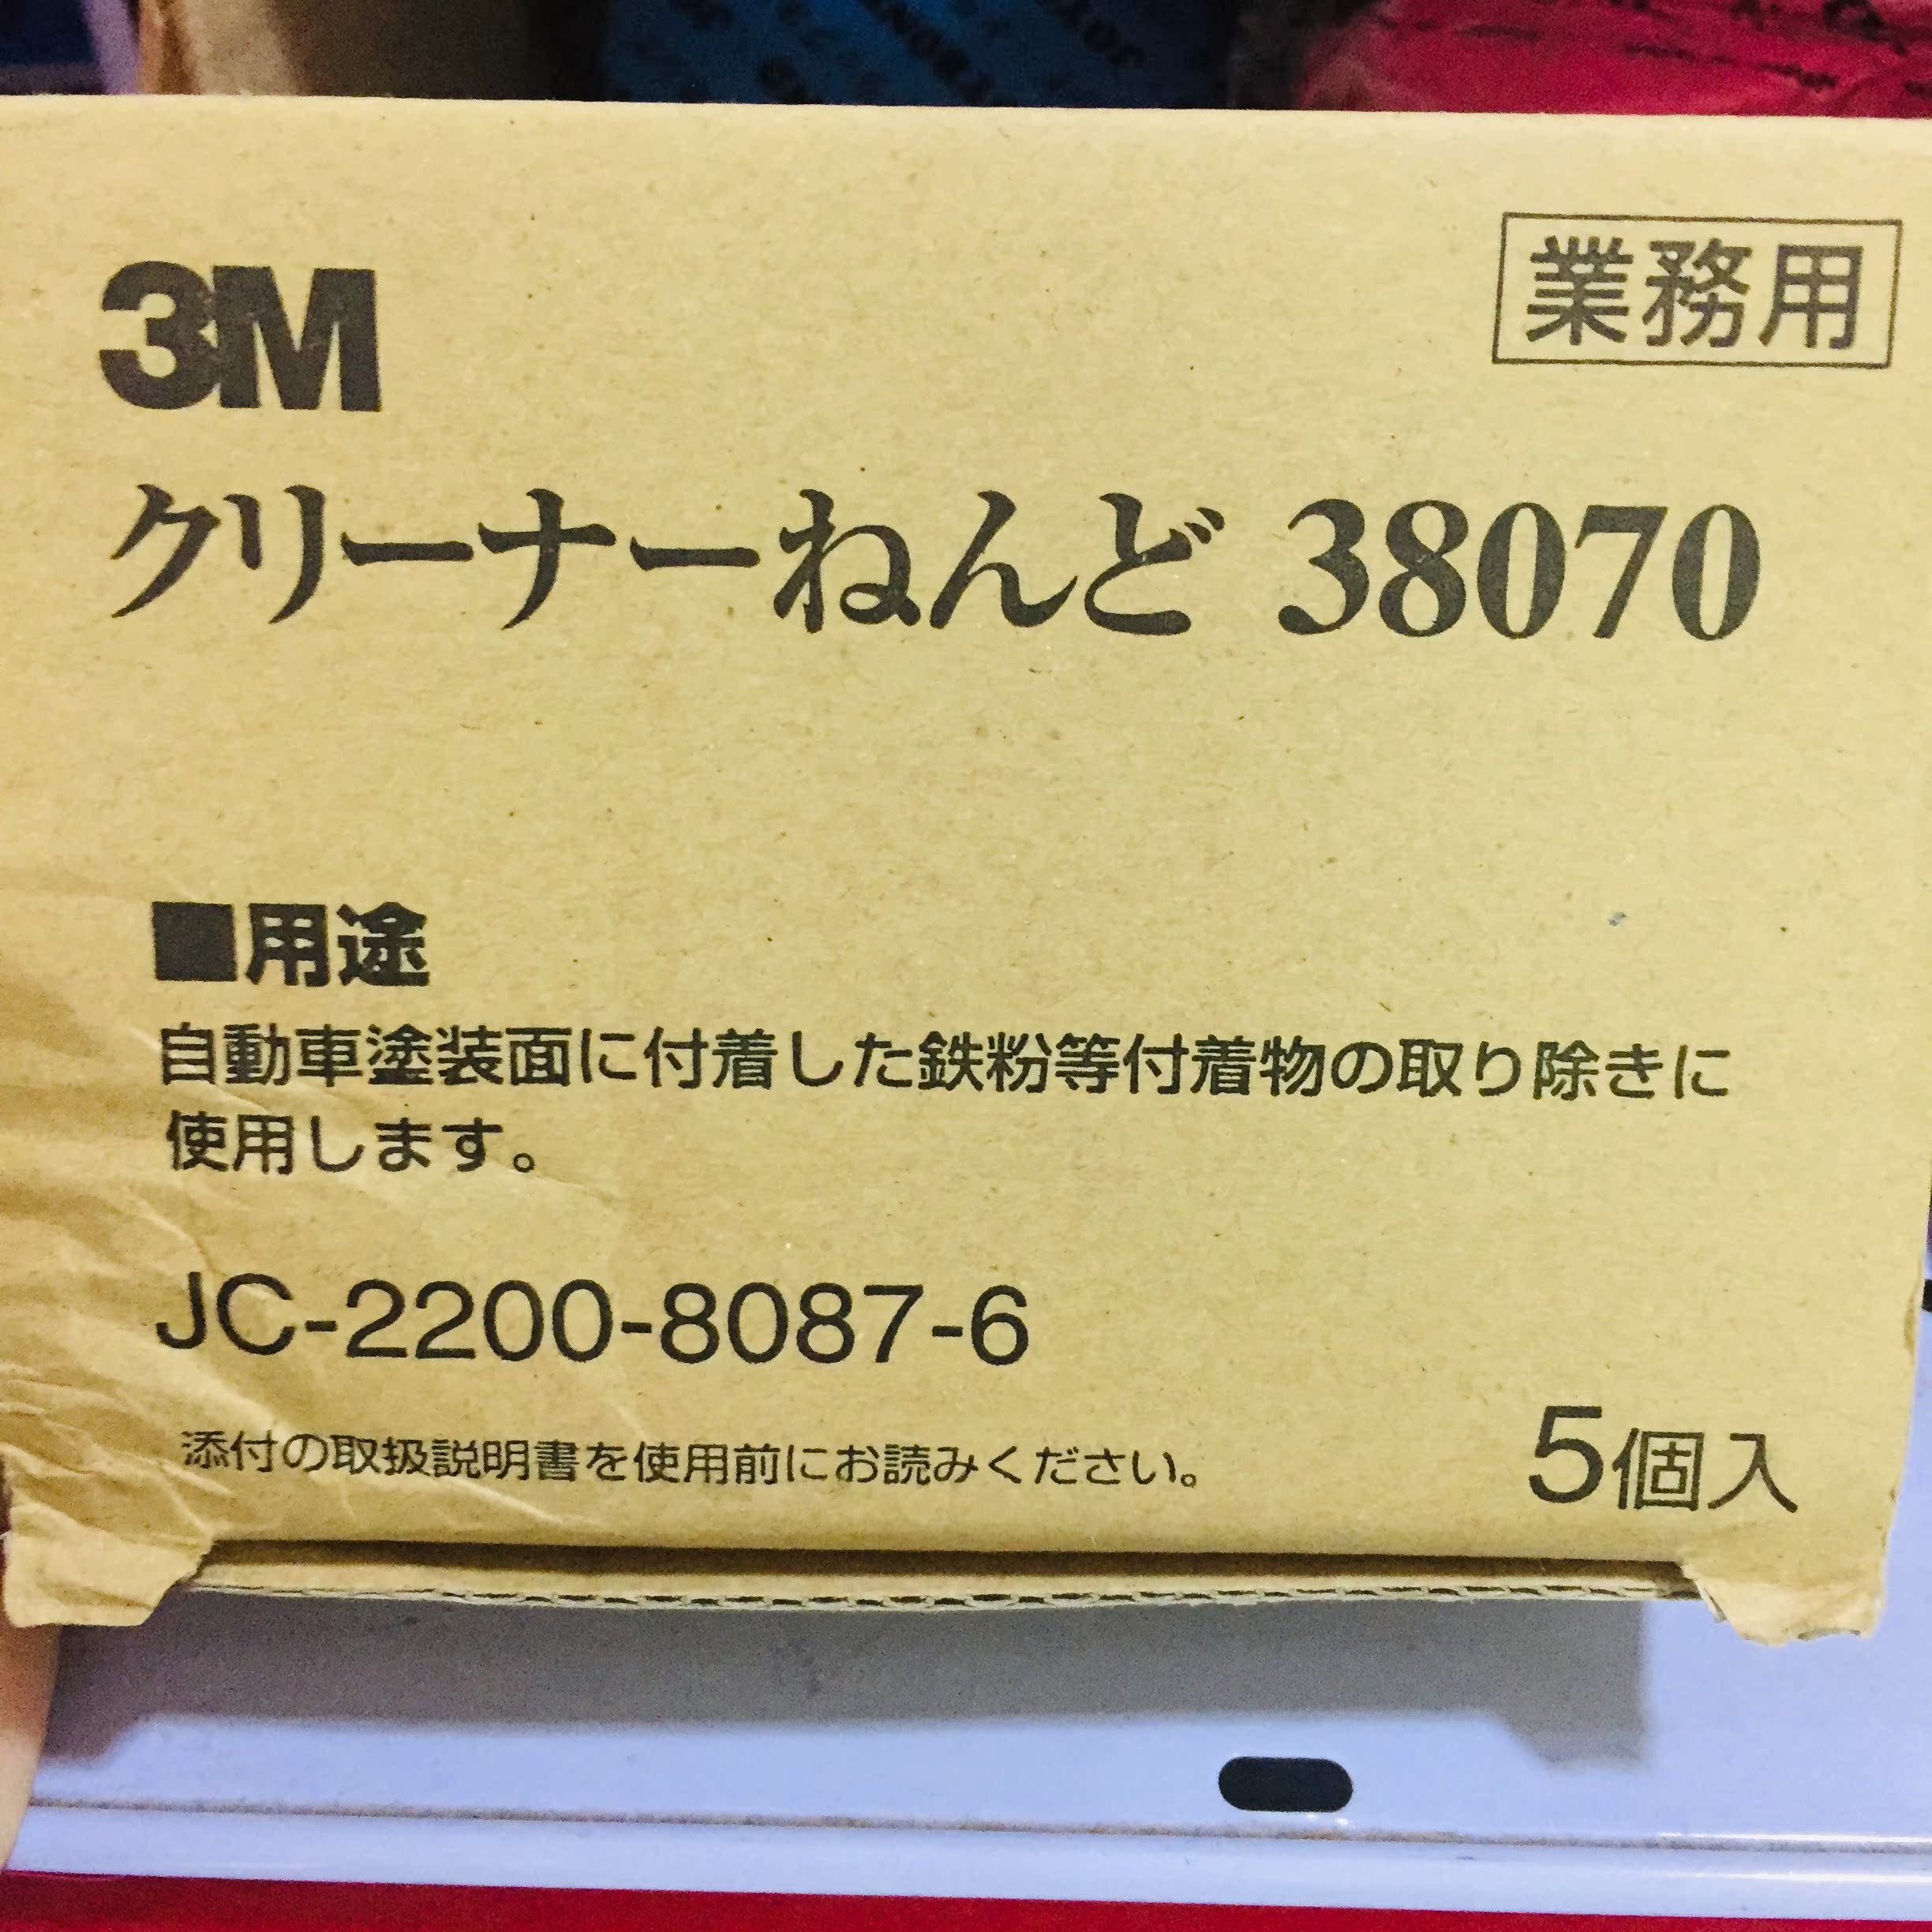 3M
業務用
クリーナーねんど 38070
■用途
自動車塗装面に付着した鉄粉等付着物の取り除きに
使用します。
JC-2200-8087-6
添付の取扱説明書を使用前にお読みください。
5個入